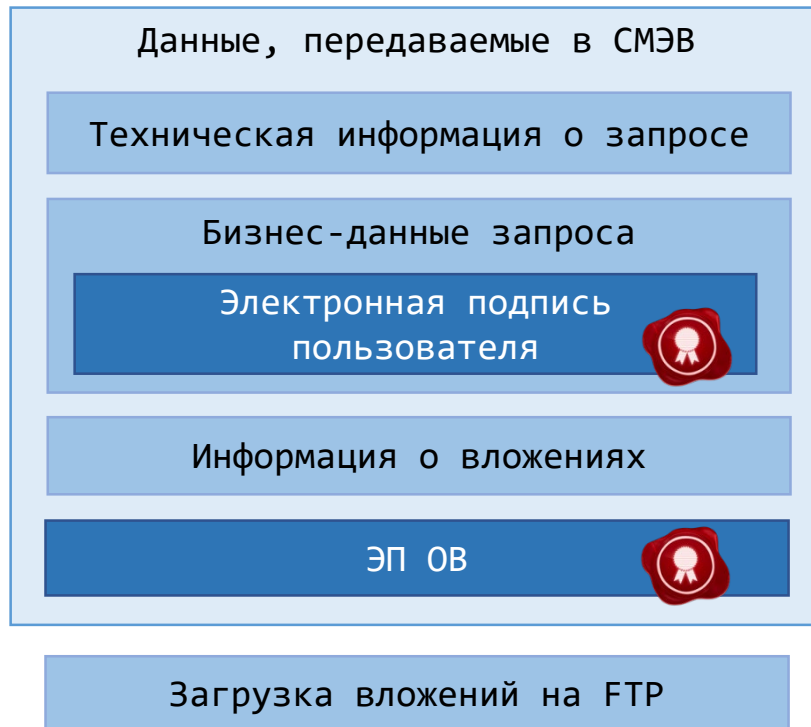 Данные, передаваемые в СМЭВ
Техническая информация о запросе
Бизнес-данные запроса
Электронная подпись
пользователя
Информация о вложениях
ЭП ОВ
Загрузка вложений на FTP